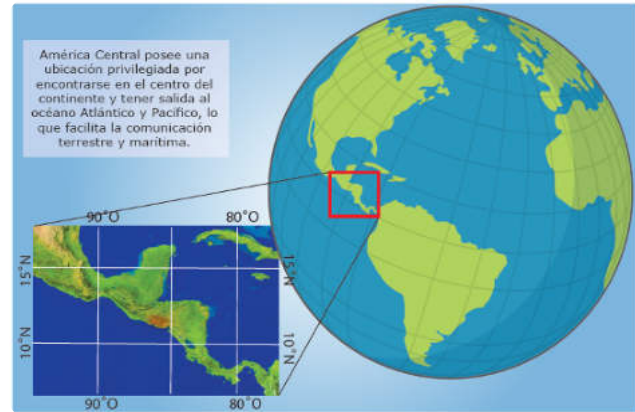 América Central posee una
ubicación privilegiada por
encontrarse en el centro del
continente y tener salida al
océano Atlántico y Pacífico, lo
que facilita la comunicación
terrestre y marítima.
90°O
80°O
15°N
15°N
10°N
10°N
90°O
80°O